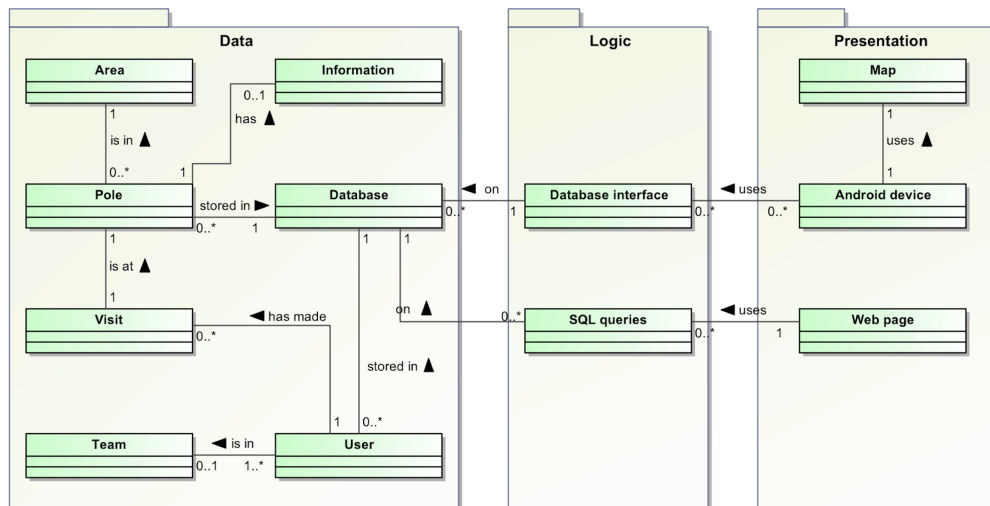 Data
Logic
Presentation
Area
Information
Map
1
0..1
1
is in
has
uses
0..*
1
1
Pole
stored in
Database
on
Database interface
uses
Android device
0..*
1
0..*
1
0..*
0..*
1
1
1
is at
1
on
0..*
Visit
has made
SQL queries
uses
Web page
0..*
0..*
1
stored in
1
0..*
Team
is in
User
0..1
1..*